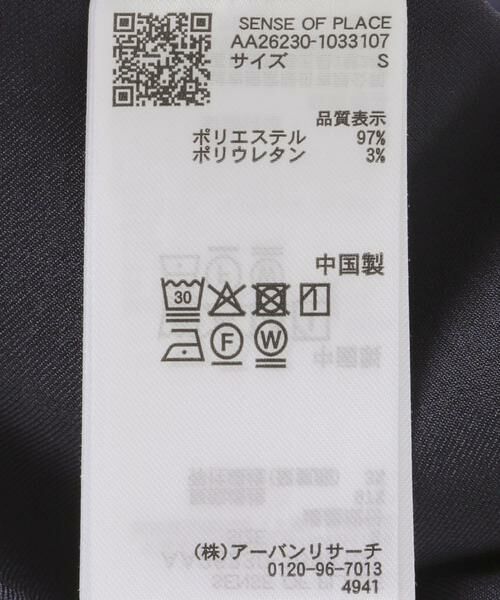 SENSE OF PLACE
AA26230-1033107
サイズ S
品質表示
ポリエステル 97%
ポリウレタン 3%
中国製
30
F W
(株)アーバンリサーチ
0120-96-7013
4941